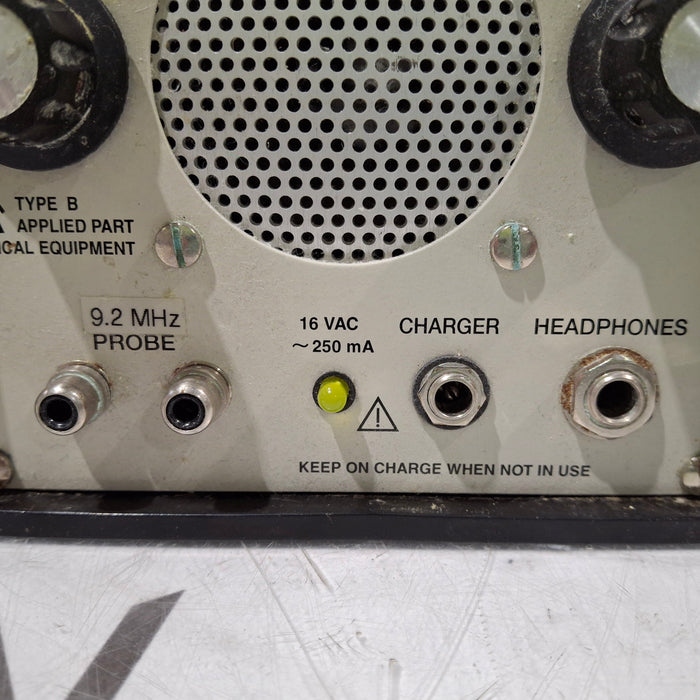 TYPE B
APPLIED PART
EQUIPMENT
9.2 MHz
PROBE
16 VAC
~ 250 mA
CHARGER
HEADPHONES
KEEP ON CHARGE WHEN NOT IN USE